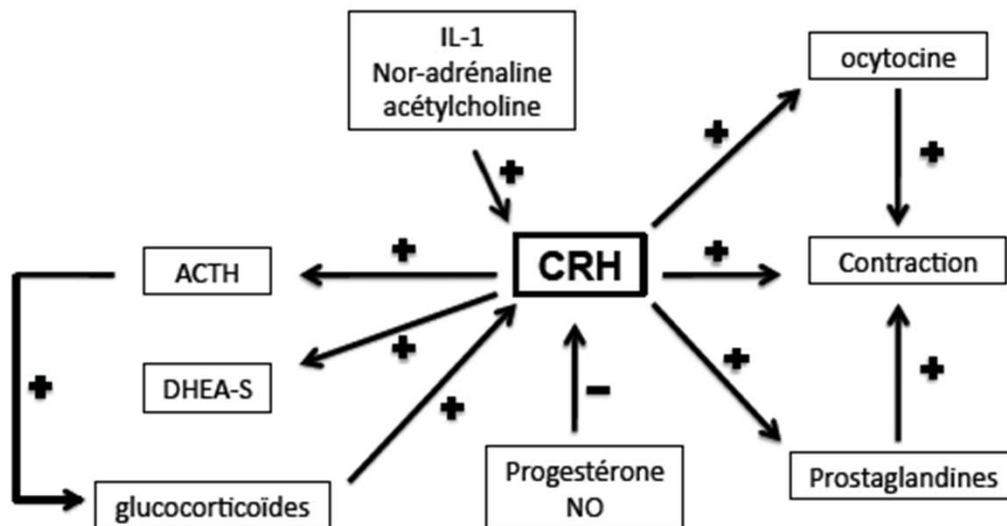 IL-1
Nor-adrénaline
acétylcholine
ocytocine
+
+
+
ACTH
+
CRH
+
Contraction
+
+
+
+
DHEA-S
+
-
+
glucocorticoïdes
Progestérone
NO
Prostaglandines